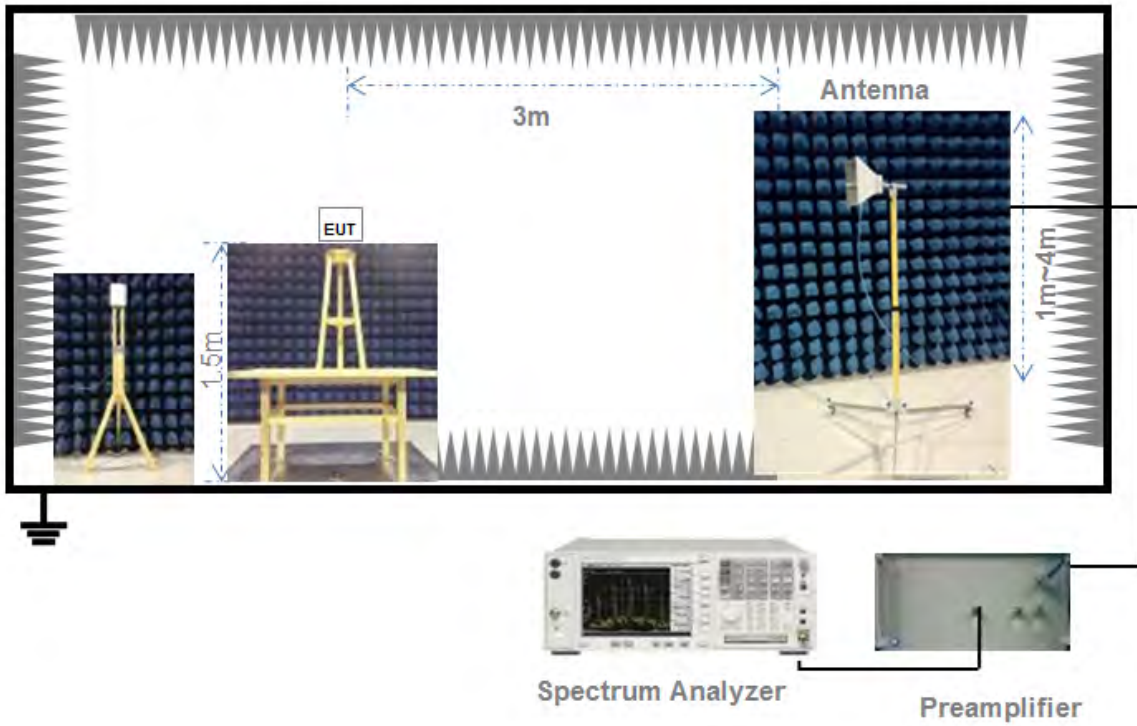 Antenna
3m
EUT
1.5m
1m~4m
Spectrum Analyzer
Preamplifier